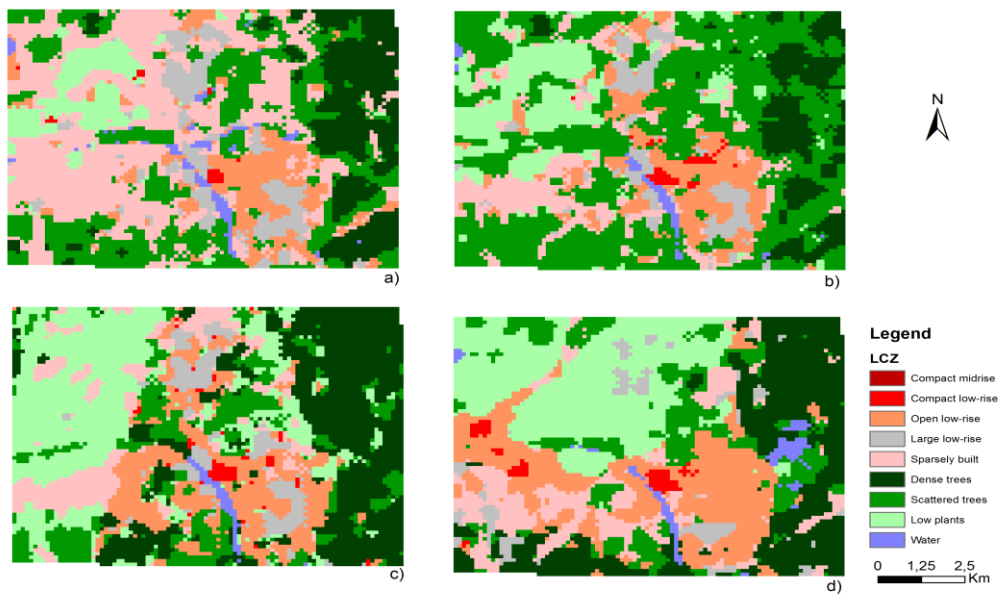 a)
b)
N
c)
d)
Legend
LCZ
Compact midrise
Compact low-rise
Open low-rise
Large low-rise
Sparsely built
Dense trees
Scattered trees
Low plants
Water
0 1,25 2,5
Km